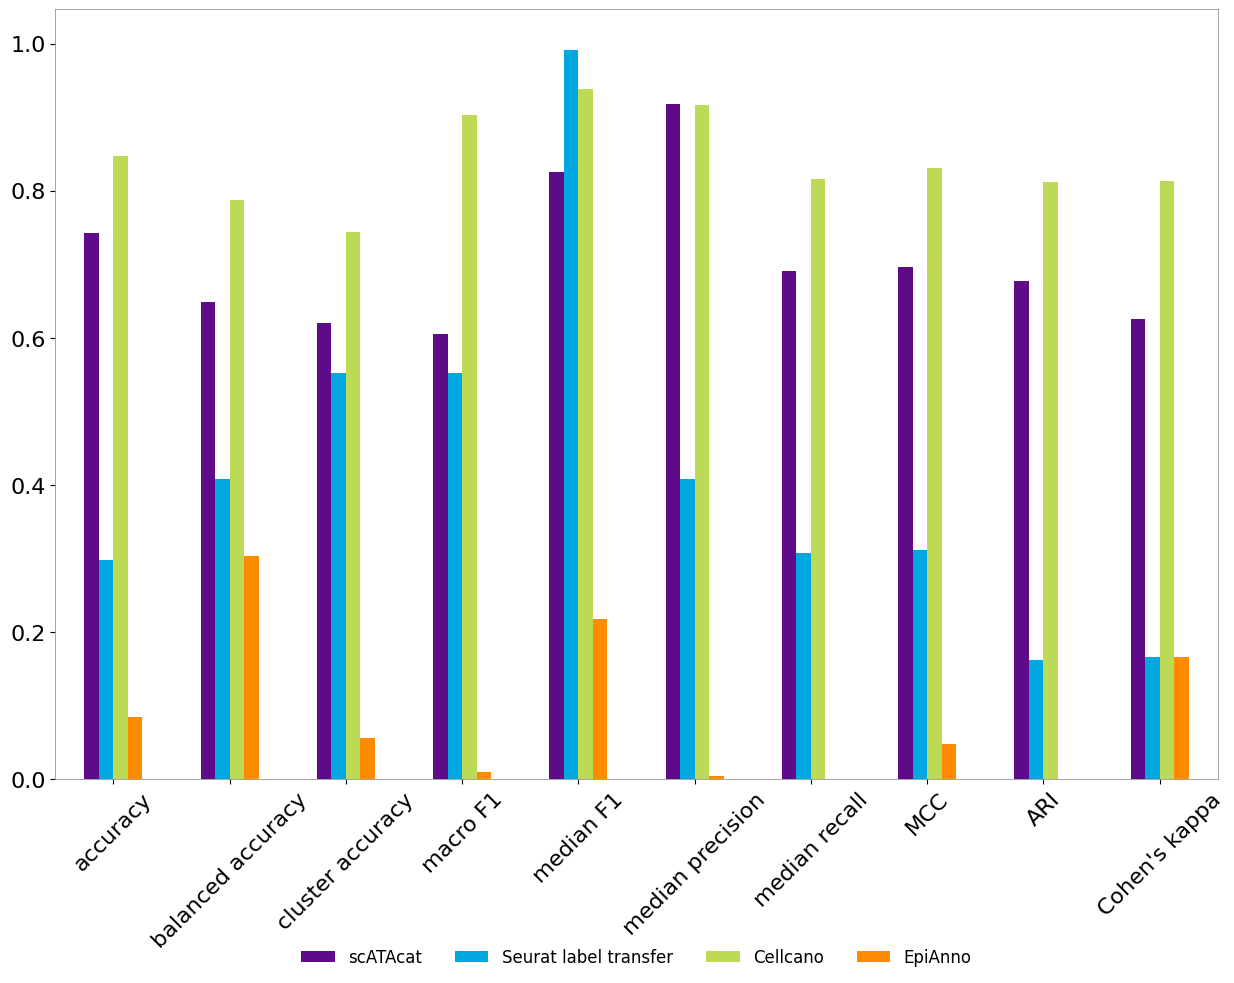 1.0
0.8
0.6
0.4
0.2
0.0
accuracy
balanced accuracy
cluster accuracy
macro F1
median F1
median precision
median recall
MCC
ARI
Cohen's kappa
scATAcat Seurat label transfer Cellcano EpiAnno